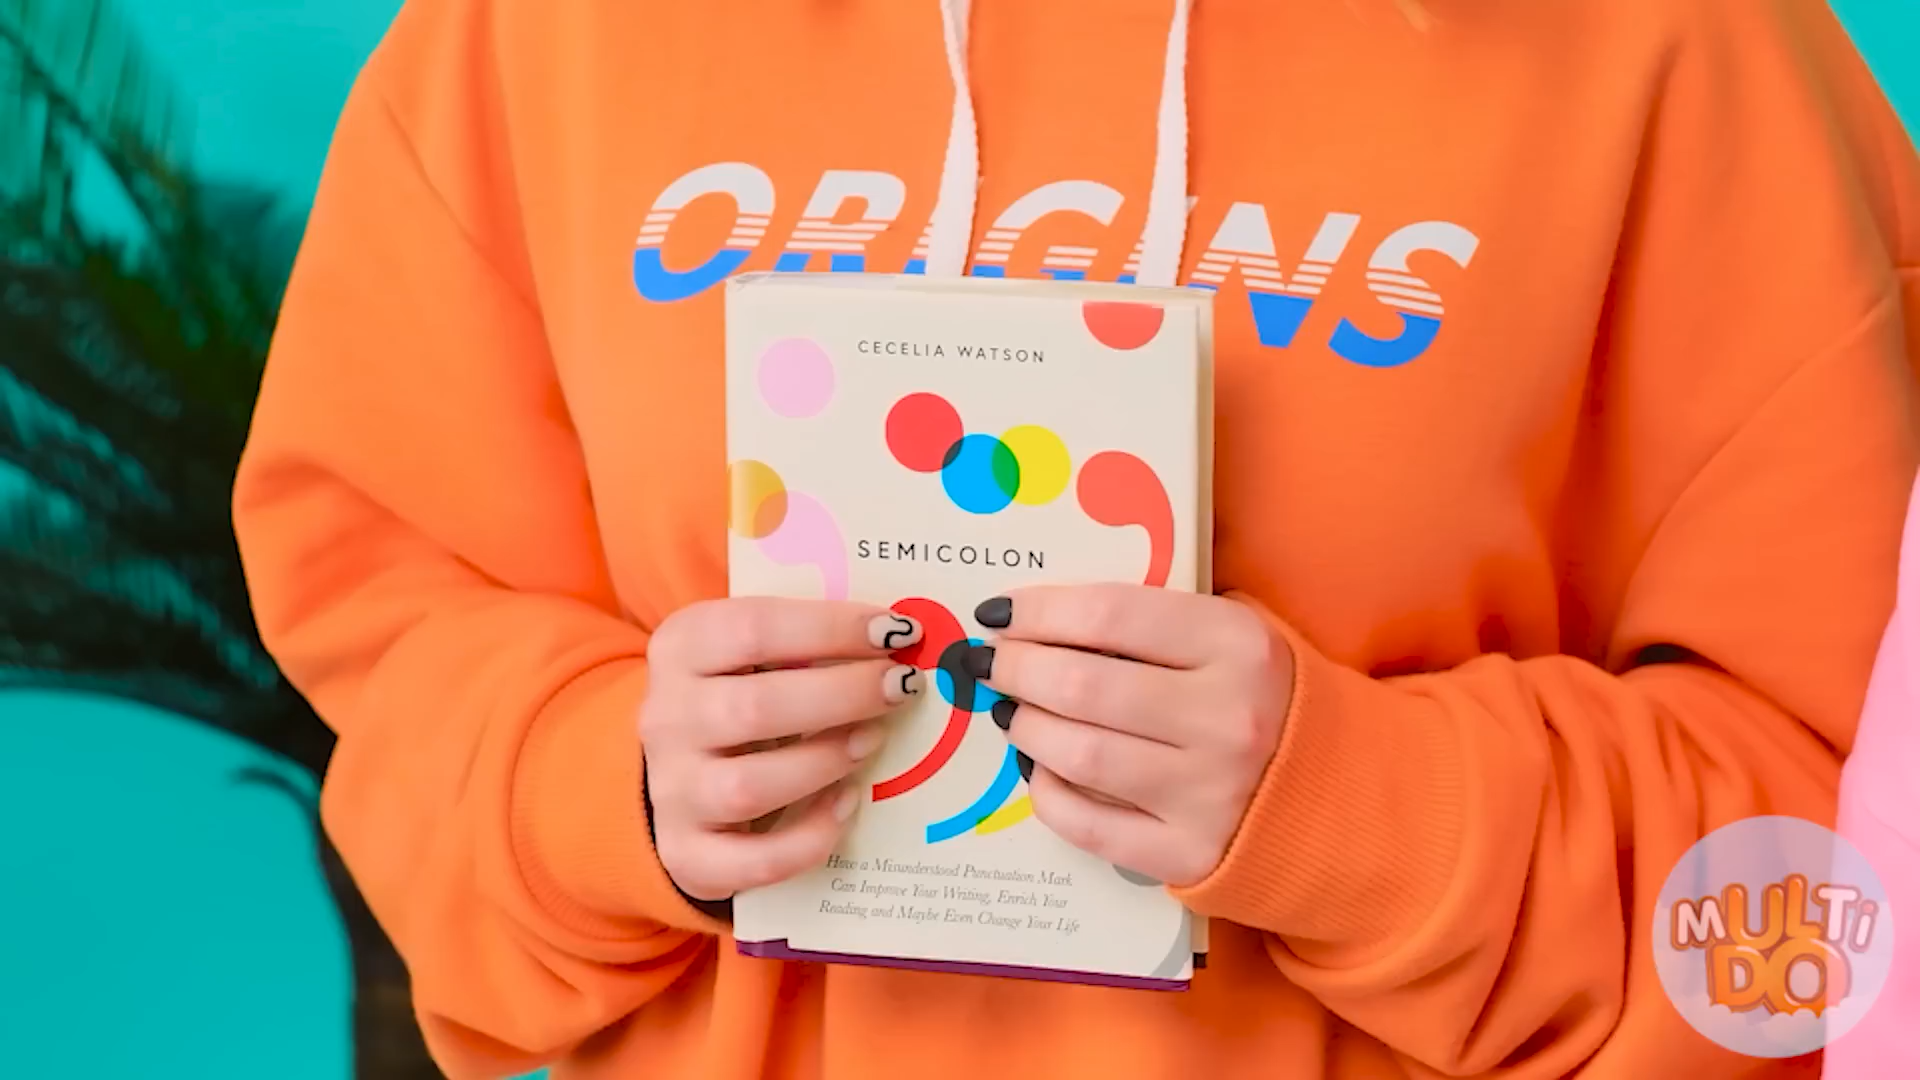 ORIGINS
CECELIA WATSON
SEMICOLON
How a Misunderstood Punctuation Mark
Can Improve Your Writing, Enrich Your
Reading and Maybe Even Change Your Life
MULTi
DO